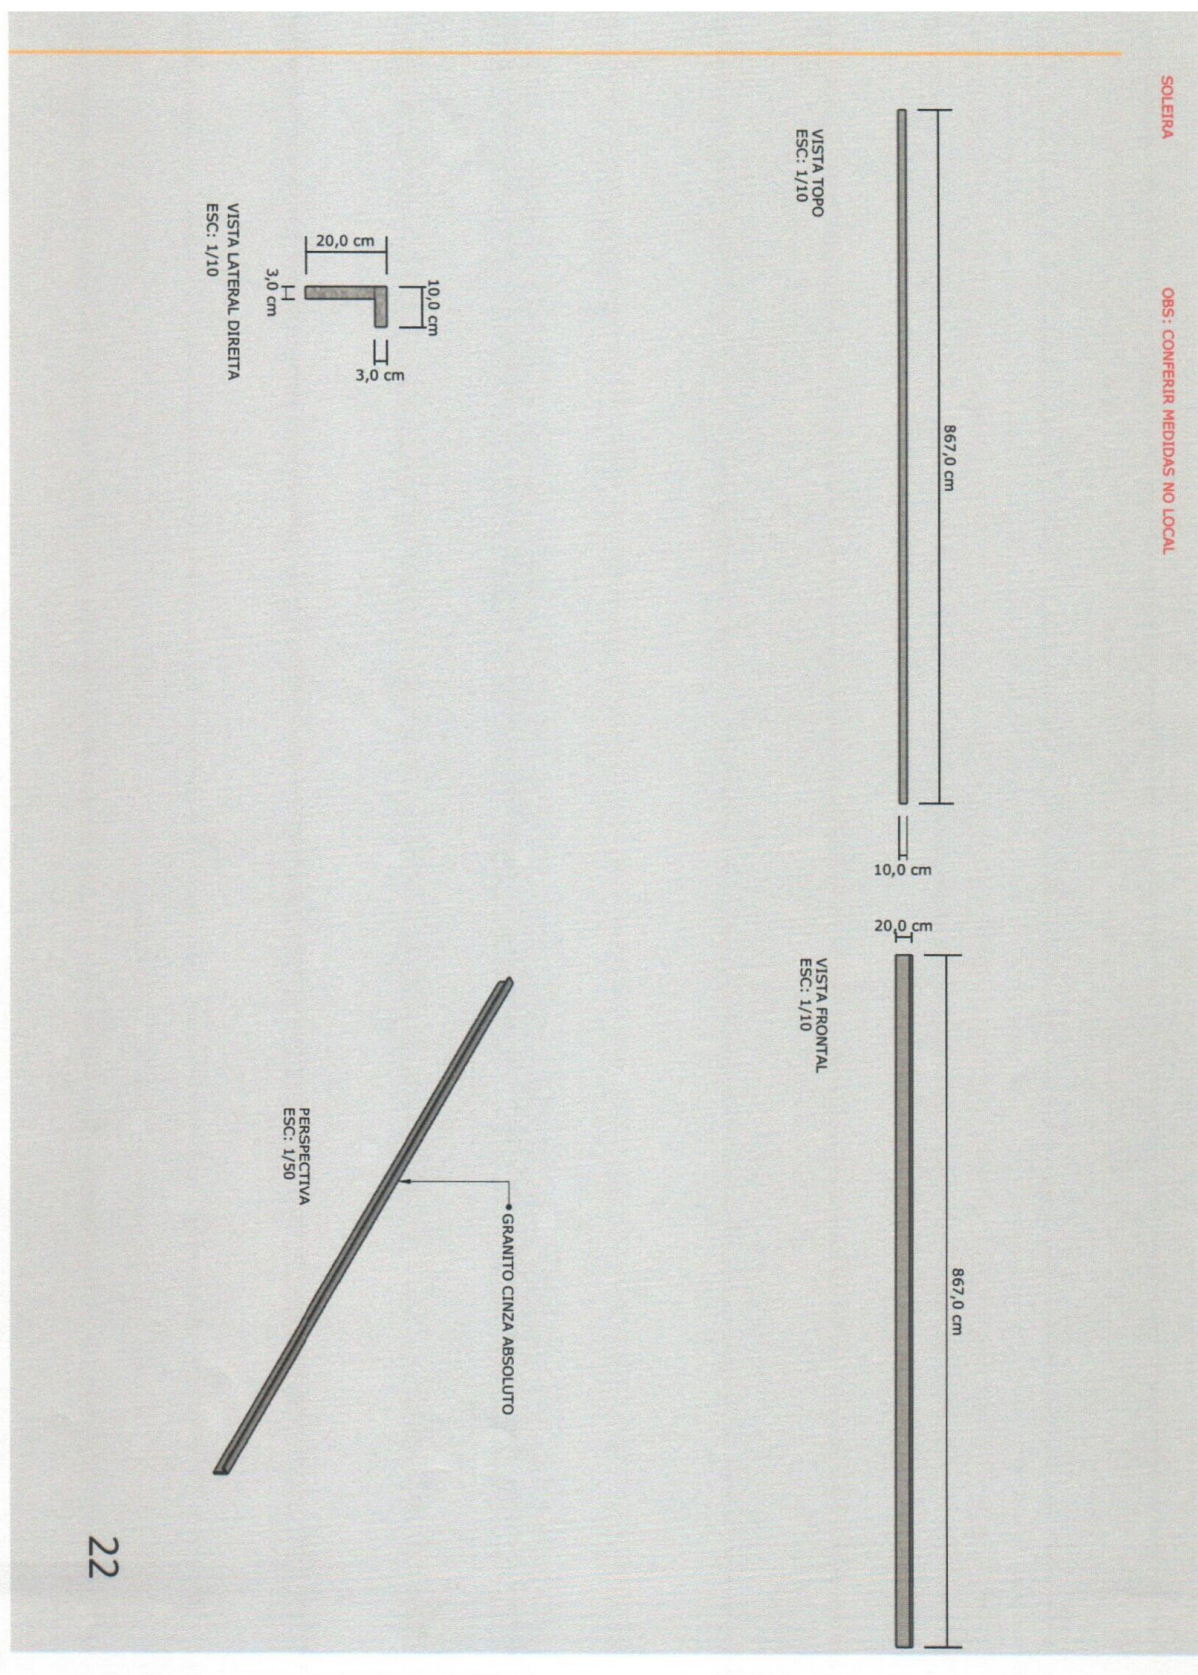 SOLEIRA
OBS: CONFERIR MEDIDAS NO LOCAL
867,0 cm
10,0 cm
VISTA TOPO
ESC: 1/10
867,0 cm
20,0 cm
VISTA FRONTAL
ESC: 1/10
20,0 cm
10,0 cm
3,0 cm
3,0 cm
VISTA LATERAL DIREITA
ESC: 1/10
GRANITO CINZA ABSOLUTO
PERSPECTIVA
ESC: 1/50
22